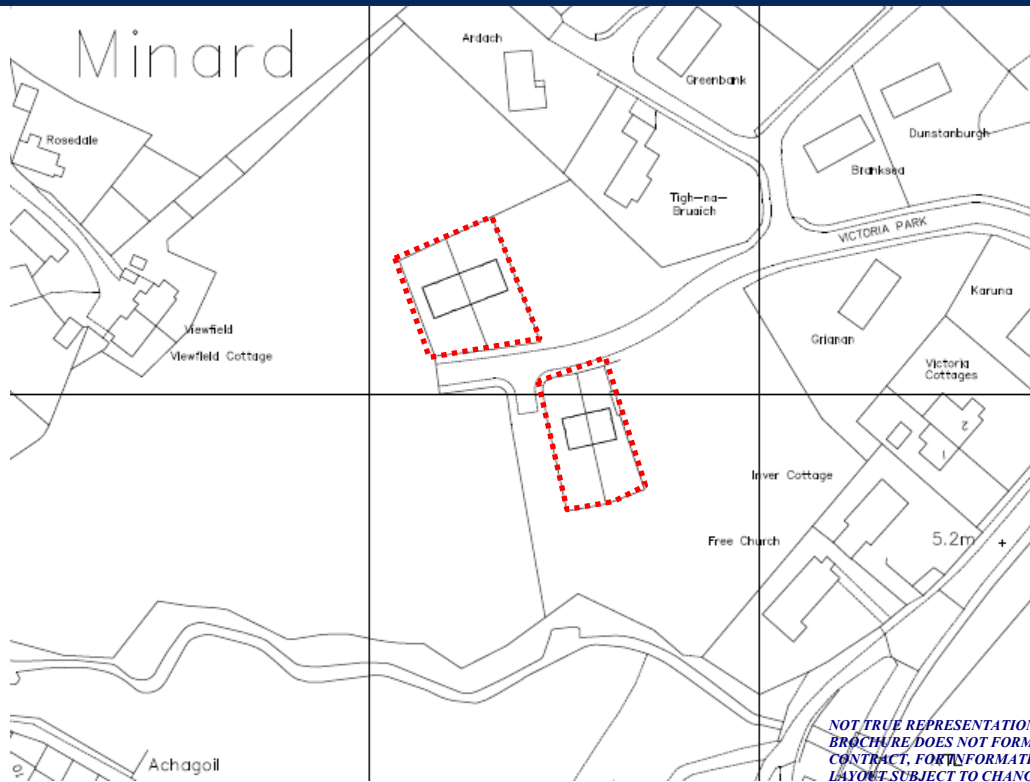 Minard
Ardach
Greenbank
Rosedale
Dunstanburgh
Branksea
Tigh-na-
Bruaich
VICTORIA PARK
Karuna
Viewfield
Viewfield Cottage
Grianan
Victoria
Cottages
2
1
Inver Cottage
Free Church
5.2m
Achagoil
10
NOT TRUE REPRESENTATION
BROCHURE DOES NOT FORM
CONTRACT, FOR INFORMATI
LAYOUT SUBJECT TO CHANG